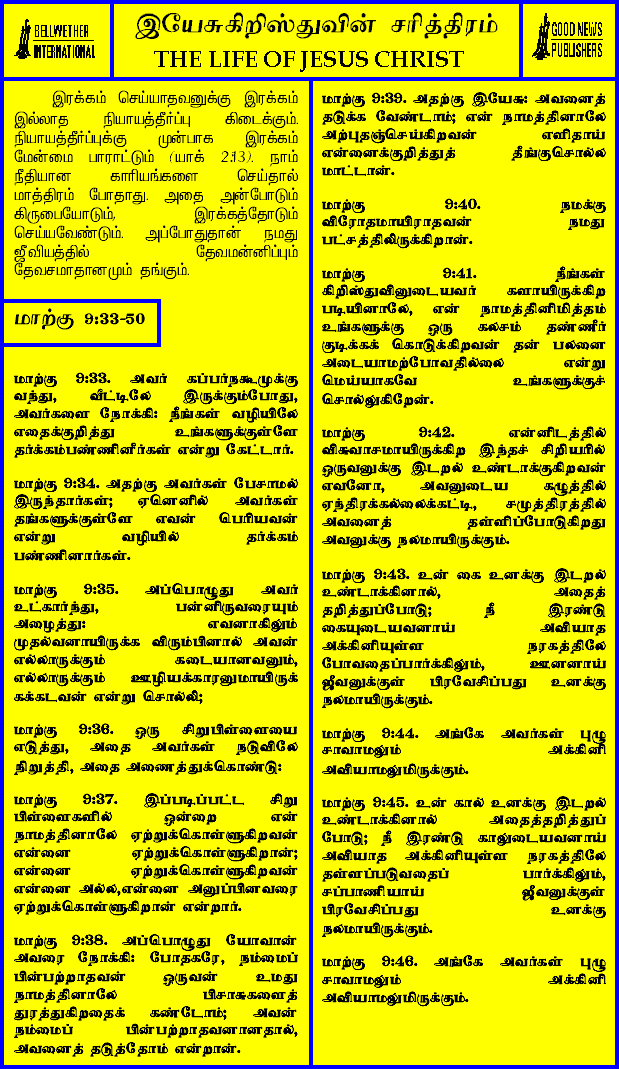 BELLWETHER
INTERNATIONAL
இயேசுகிறிஸ்துவின் சரித்திரம்
THE LIFE OF JESUS CHRIST
GOOD NEWS
PUBLISHERS
இரக்கம் செய்யாதவனுக்கு இரக்கம்
இல்லாத நியாயத்தீர்ப்பு கிடைக்கும்.
நியாயத்தீர்ப்புக்கு முன்பாக இரக்கம்
மேன்மை பாராட்டும் (யாக் 2:13). நாம்
நீதியான காரியங்களை செய்தால்
மாத்திரம் போதாது. அதை அன்போடும்
கிருபையோடும், இரக்கத்தோடும்
செய்யவேண்டும். அப்போதுதான் நமது
ஜீவியத்தில் தேவமன்னிப்பும்
தேவசமாதானமும் தங்கும்.
மாற்கு 9:33-50
மாற்கு 9:33. அவர் கப்பர்நகூமுக்கு
வந்து, வீட்டிலே இருக்கும்போது,
அவர்களை நோக்கி: நீங்கள் வழியிலே
எதைக்குறித்து உங்களுக்குள்ளே
தர்க்கம்பண்ணினீர்கள் என்று கேட்டார்.
மாற்கு 9:34. அதற்கு அவர்கள் பேசாமல்
இருந்தார்கள்; ஏனெனில் அவர்கள்
தங்களுக்குள்ளே எவன் பெரியவன்
என்று வழியில் தர்க்கம்
பண்ணினார்கள்.
மாற்கு 9:35. அப்பொழுது அவர்
உட்கார்ந்து, பன்னிருவரையும்
அழைத்து: எவனாகிலும்
முதல்வனாயிருக்க விரும்பினால் அவன்
எல்லாருக்கும் கடையானவனும்,
எல்லாருக்கும் ஊழியக்காரனுமாயிருக்
கக்கடவன் என்று சொல்லி;
மாற்கு 9:36. ஒரு சிறுபிள்ளையை
எடுத்து, அதை அவர்கள் நடுவிலே
நிறுத்தி, அதை அணைத்துக்கொண்டு:
மாற்கு 9:37. இப்படிப்பட்ட சிறு
பிள்ளைகளில் ஒன்றை என்
நாமத்தினாலே ஏற்றுக்கொள்ளுகிறவன்
என்னை ஏற்றுக்கொள்ளுகிறான்;
என்னை ஏற்றுக்கொள்ளுகிறவன்
என்னை அல்ல,என்னை அனுப்பினவரை
ஏற்றுக்கொள்ளுகிறான் என்றார்.
மாற்கு 9:38. அப்பொழுது யோவான்
அவரை நோக்கி: போதகரே, நம்மைப்
பின்பற்றாதவன் ஒருவன் உமது
நாமத்தினாலே பிசாசுகளைத்
துரத்துகிறதைக் கண்டோம்; அவன்
நம்மைப் பின்பற்றாதவனானதால்,
அவனைத் தடுத்தோம் என்றான்.
மாற்கு 9:39. அதற்கு இயேசு: அவனைத்
தடுக்க வேண்டாம்; என் நாமத்தினாலே
அற்புதஞ்செய்கிறவன் எளிதாய்
என்னைக்குறித்துத் தீங்குசொல்ல
மாட்டான்.
மாற்கு 9:40. நமக்கு
விரோதமாயிராதவன் நமது
பட்சத்திலிருக்கிறான்.
மாற்கு 9:41. நீங்கள்
கிறிஸ்துவினுடையவர் களாயிருக்கிற
படியினாலே, என் நாமத்தினிமித்தம்
உங்களுக்கு ஒரு கலசம் தண்ணீர்
குடிக்கக் கொடுக்கிறவன் தன் பலனை
அடையாமற்போவதில்லை என்று
மெய்யாகவே உங்களுக்குச்
சொல்லுகிறேன்.
மாற்கு 9:42. என்னிடத்தில்
விசுவாசமாயிருக்கிற இந்தச் சிறியரில்
ஒருவனுக்கு இடறல் உண்டாக்குகிறவன்
எவனோ, அவனுடைய கழுத்தில்
ஏந்திரக்கல்லைக்கட்டி, சமுத்திரத்தில்
அவனைத் தள்ளிப்போடுகிறது
அவனுக்கு நலமாயிருக்கும்.
மாற்கு 9:43. உன் கை உனக்கு இடறல்
உண்டாக்கினால், அதைத்
தறித்துப்போடு; நீ இரண்டு
கையுடையவனாய் அவியாத
அக்கினியுள்ள நரகத்திலே
போவதைப்பார்க்கிலும், ஊனனாய்
ஜீவனுக்குள் பிரவேசிப்பது உனக்கு
நலமாயிருக்கும்.
மாற்கு 9:44. அங்கே அவர்கள் புழு
சாவாமலும் அக்கினி
அவியாமலுமிருக்கும்.
மாற்கு 9:45. உன் கால் உனக்கு இடறல்
உண்டாக்கினால் அதைத்தறித்துப்
போடு; நீ இரண்டு காலுடையவனாய்
அவியாத அக்கினியுள்ள நரகத்திலே
தள்ளப்படுவதைப் பார்க்கிலும்,
சப்பாணியாய் ஜீவனுக்குள்
பிரவேசிப்பது உனக்கு
நலமாயிருக்கும்.
மாற்கு 9:46. அங்கே அவர்கள் புழு
சாவாமலும் அக்கினி
அவியாமலுமிருக்கும்.